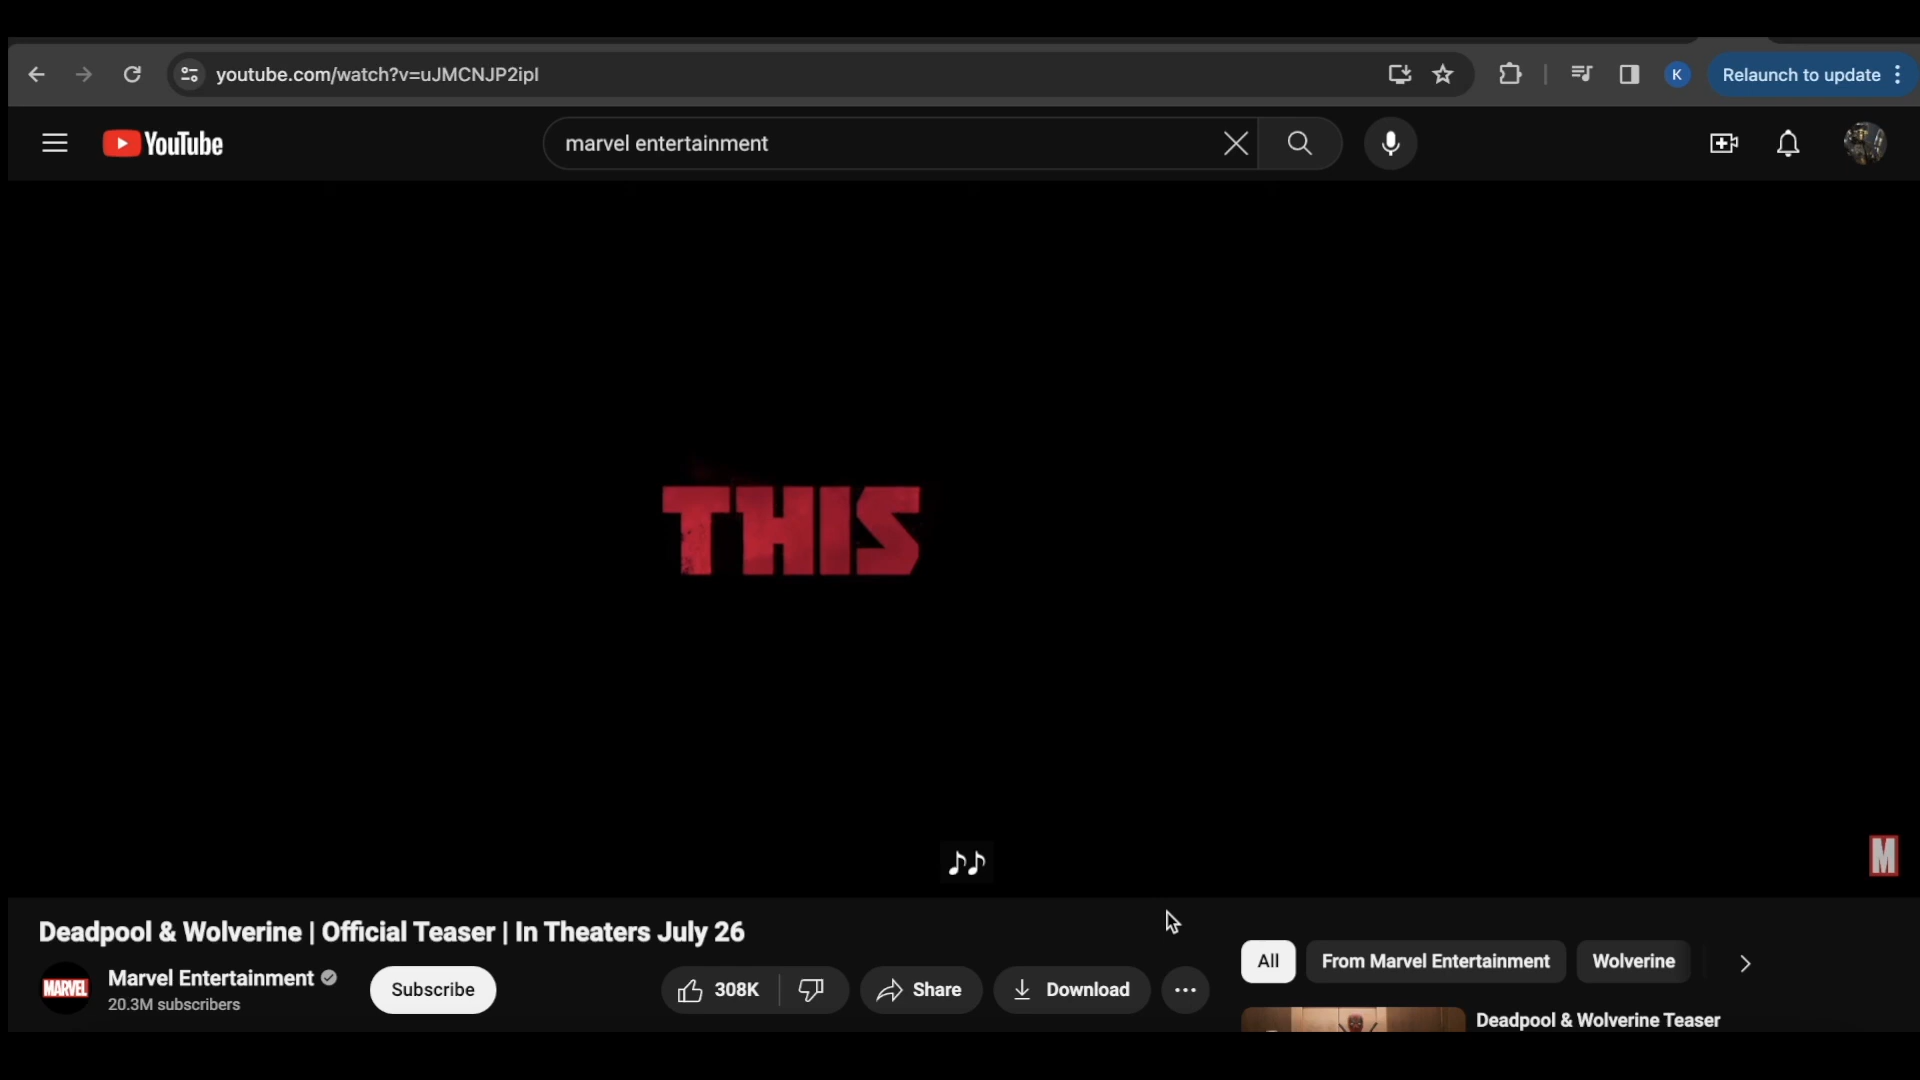 youtube.com/watch?v=uJMCNJP2ipI
K
Relaunch to update
YouTube
marvel entertainment
THIS
♪♪
M
Deadpool & Wolverine | Official Teaser | In Theaters July 26
MARVEL
Marvel Entertainment
20.3M subscribers
Subscribe
308K
Share
Download
All
From Marvel Entertainment
Wolverine
Deadpool & Wolverine Teaser